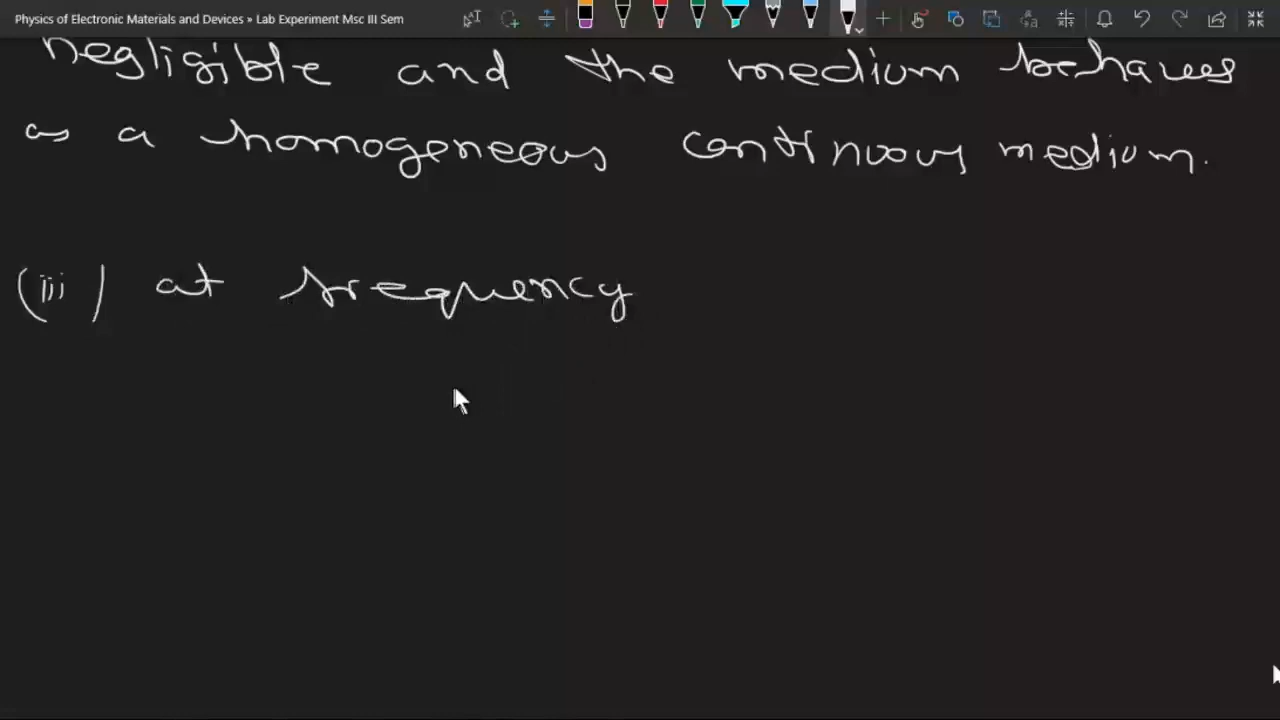 Physics of Electronic Materials and Devices » Lab Experiment Msc III Sem
negligible and the medium behaves
as a homogeneous continuous medium.
(iii) at frequency